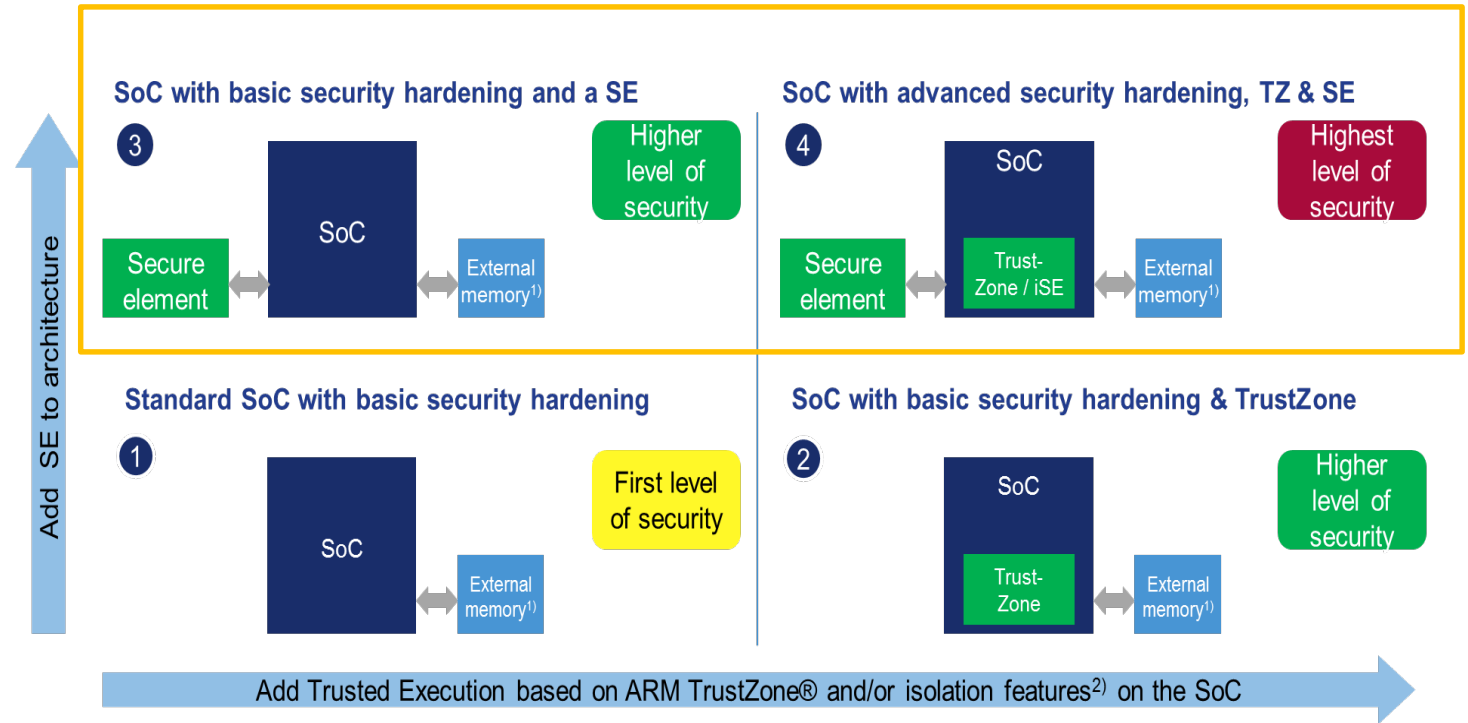 SoC with basic security hardening and a SE
3
Higher
level of
security
SoC
Secure
element
External
memory1)
SoC with advanced security hardening, TZ & SE
4
Highest
level of
security
SoC
Secure
element
Trust-
Zone / iSE
External
memory1)
Add SE to architecture
Standard SoC with basic security hardening
1
First level
of security
SoC
External
memory1)
SoC with basic security hardening & TrustZone
2
Higher
level of
security
SoC
Trust-
Zone
External
memory1)
Add Trusted Execution based on ARM TrustZone® and/or isolation features2) on the SoC